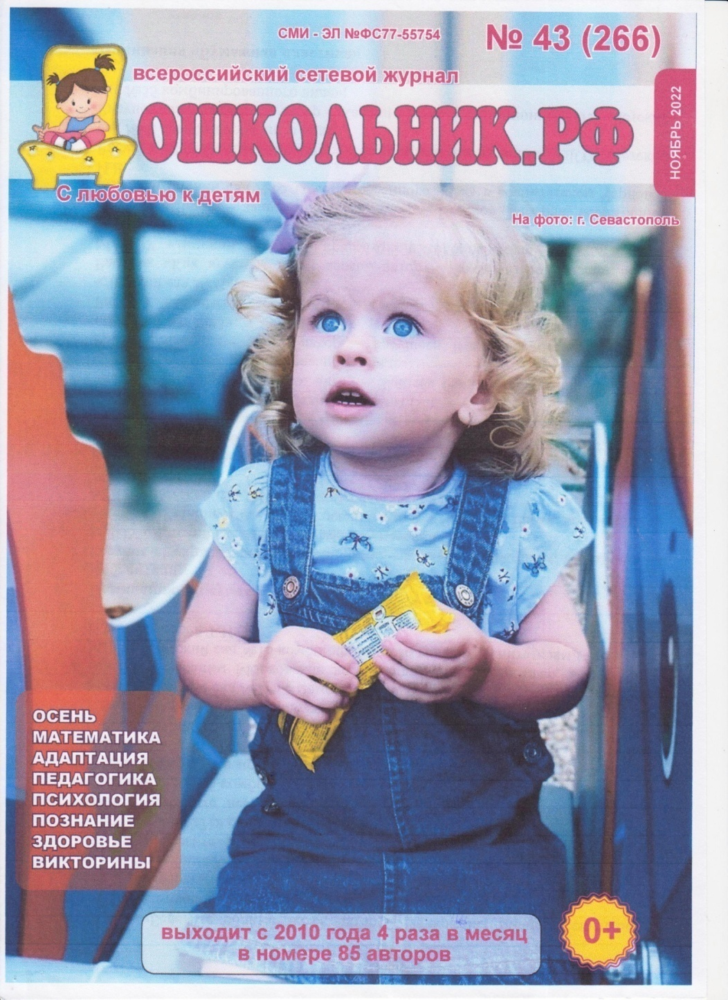 СМИ - ЭЛ №ФС77-55754
№ 43 (266)
всероссийский сетевой журнал
ОШКОЛЬНИК.РФ
НОЯБРЬ 2022
С любовью к детям
На фото: г. Севастополь
ОСЕНЬ
МАТЕМАТИКА
АДАПТАЦИЯ
ПЕДАГОГИКА
ПСИХОЛОГИЯ
ПОЗНАНИЕ
ЗДОРОВЬЕ
ВИКТОРИНЫ
выходит с 2010 года 4 раза в месяц
в номере 85 авторов
0+